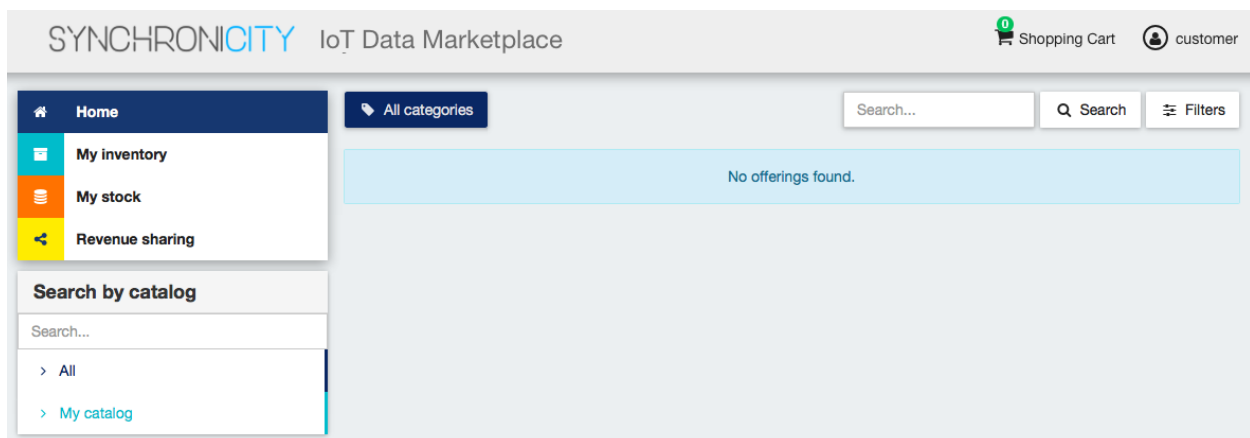 SYNCHRONICITY IoT Data Marketplace
0
Shopping Cart
customer
Home
My inventory
My stock
Revenue sharing
Search by catalog
Search...
All
My catalog
All categories
Search...
Search
Filters
No offerings found.